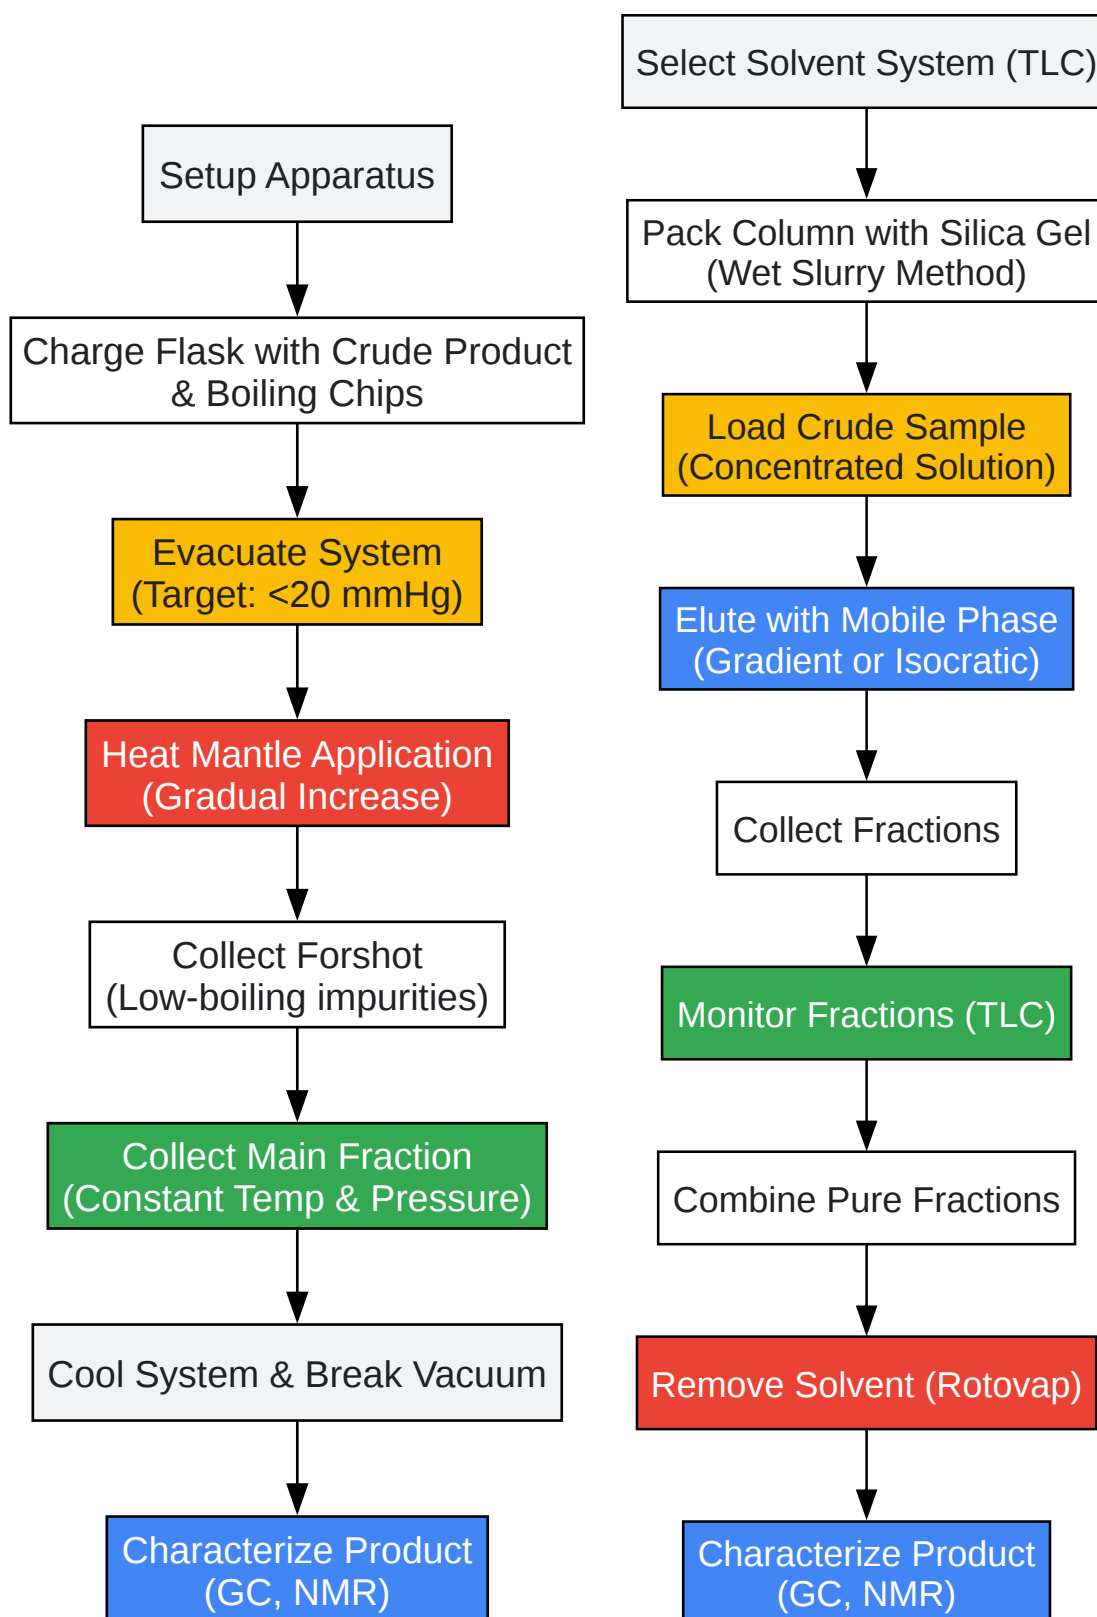 Setup Apparatus
Charge Flask with Crude Product
& Boiling Chips
Evacuate System
(Target: <20 mmHg)
Heat Mantle Application
(Gradual Increase)
Collect Forshot
(Low-boiling impurities)
Collect Main Fraction
(Constant Temp & Pressure)
Cool System & Break Vacuum
Characterize Product
(GC, NMR)
Select Solvent System (TLC)
Pack Column with Silica Gel
(Wet Slurry Method)
Load Crude Sample
(Concentrated Solution)
Elute with Mobile Phase
(Gradient or Isocratic)
Collect Fractions
Monitor Fractions (TLC)
Combine Pure Fractions
Remove Solvent (Rotovap)
Characterize Product
(GC, NMR)